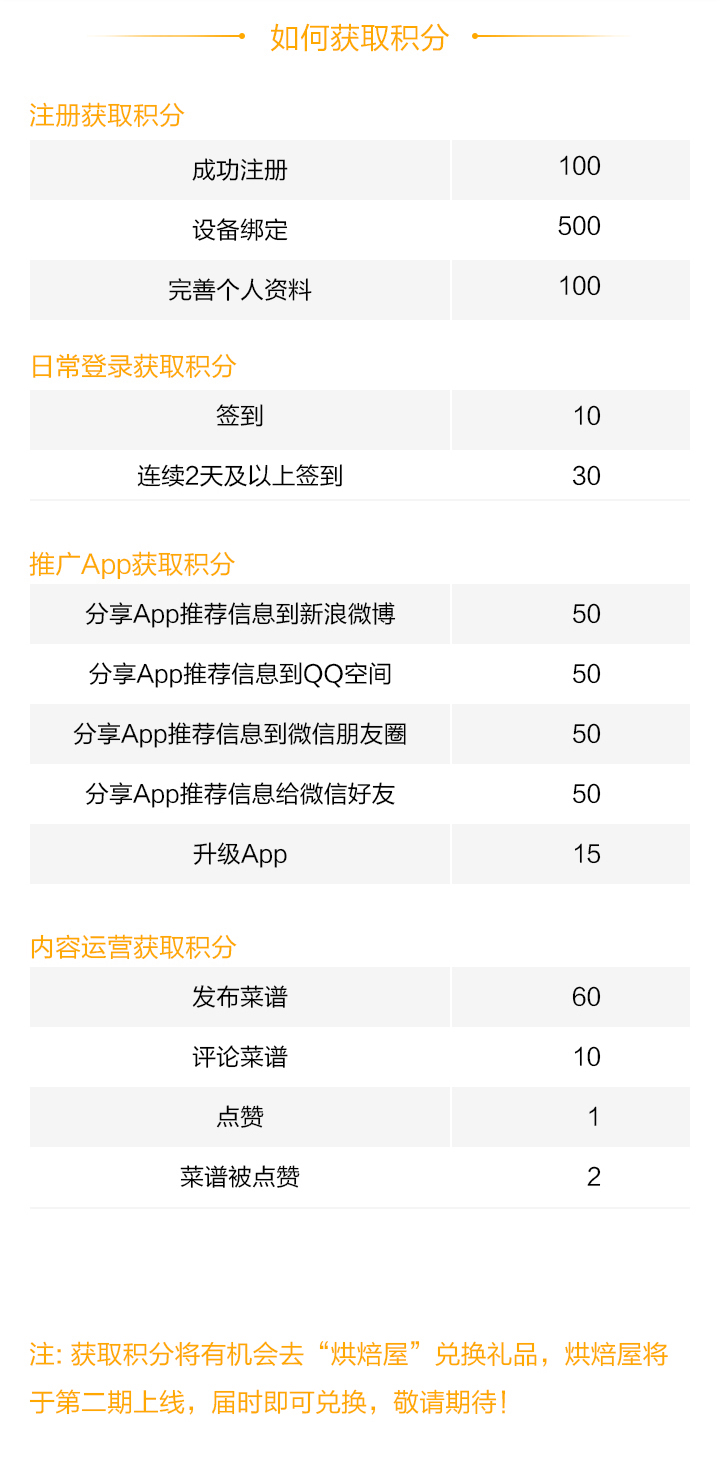 如何获取积分
注册获取积分
成功注册 100
设备绑定 500
完善个人资料 100
日常登录获取积分
签到 10
连续2天及以上签到 30
推广App获取积分
分享App推荐信息到新浪微博 50
分享App推荐信息到QQ空间 50
分享App推荐信息到微信朋友圈 50
分享App推荐信息给微信好友 50
升级App 15
内容运营获取积分
发布菜谱 60
评论菜谱 10
点赞 1
菜谱被点赞 2
注: 获取积分将有机会去“烘焙屋”兑换礼品，烘焙屋将
于第二期上线，届时即可兑换，敬请期待！